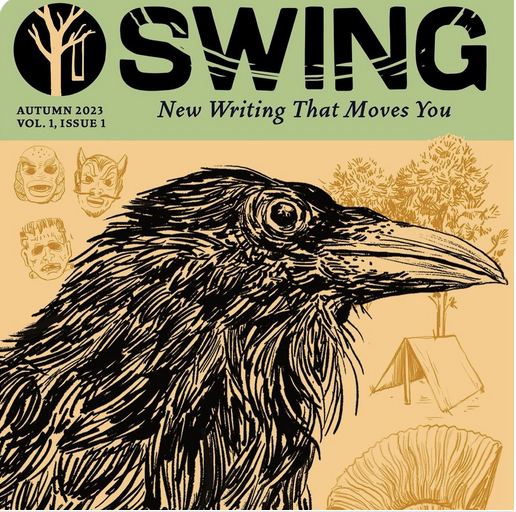 SWING
New Writing That Moves You
AUTUMN 2023
VOL. 1, ISSUE 1